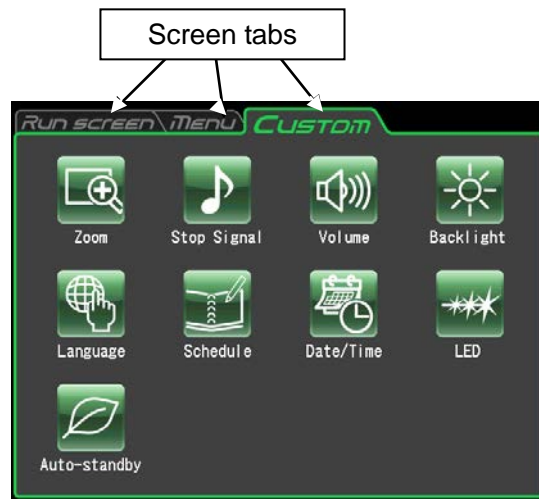 Screen tabs
Run screen Menu Custom
Zoom Stop Signal Volume Backlight
Language Schedule Date/Time LED
Auto-standby